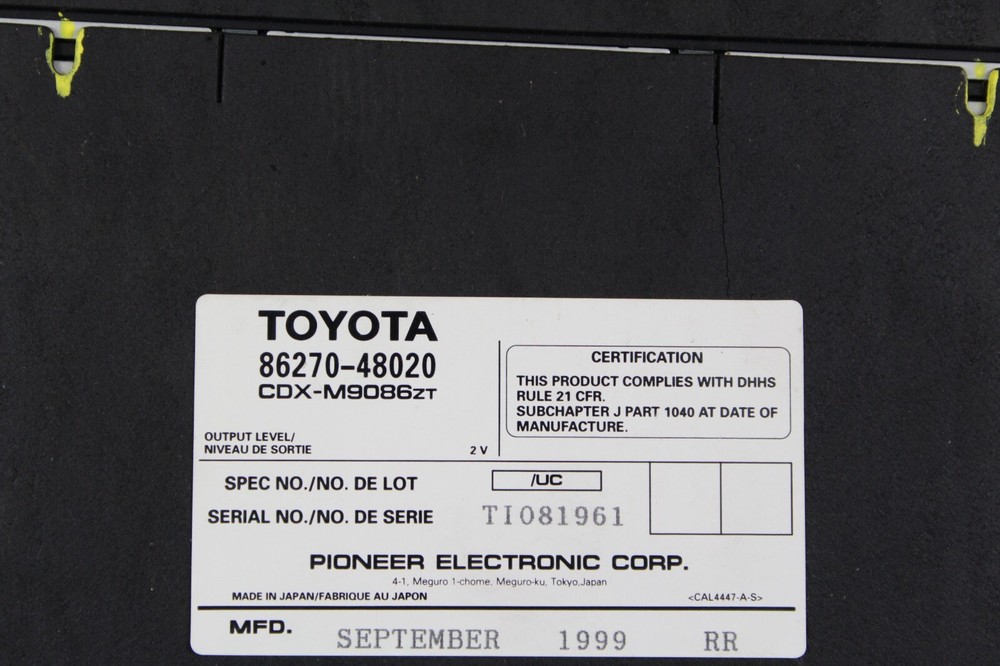 TOYOTA
86270-48020
CDX-M9086ZT
OUTPUT LEVEL/
NIVEAU DE SORTIE 2 V
CERTIFICATION
THIS PRODUCT COMPLIES WITH DHHS
RULE 21 CFR.
SUBCHAPTER J PART 1040 AT DATE OF
MANUFACTURE.
SPEC NO./NO. DE LOT /UC
SERIAL NO./NO. DE SERIE TI081961
PIONEER ELECTRONIC CORP.
4-1, Meguro 1-chome, Meguro-ku, Tokyo,Japan
MADE IN JAPAN/FABRIQUE AU JAPON <CAL4447-A-S>
MFD. SEPTEMBER 1999 RR